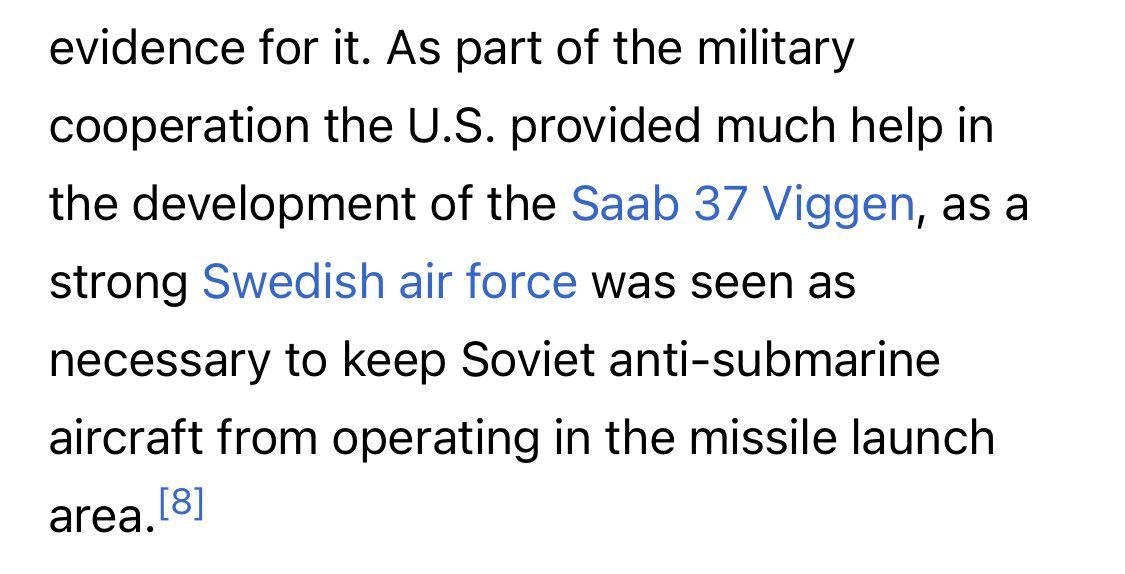 evidence for it. As part of the military
cooperation the U.S. provided much help in
the development of the Saab 37 Viggen, as a
strong Swedish air force was seen as
necessary to keep Soviet anti-submarine
aircraft from operating in the missile launch
area.[8]